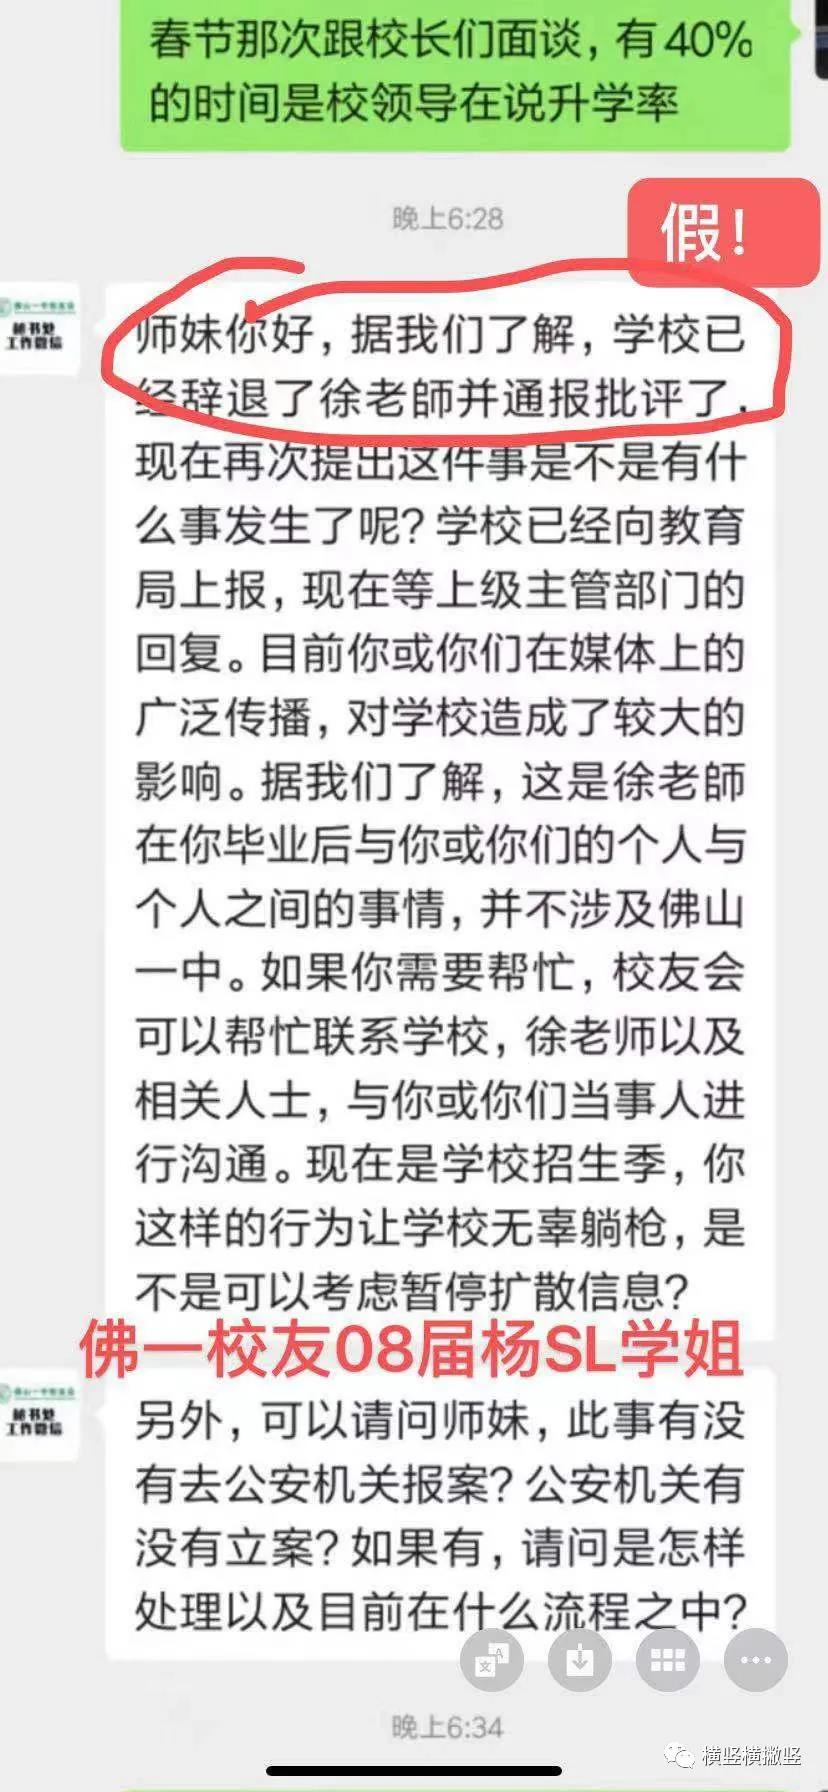 春节那次跟校长们面谈，有40%
的时间是校领导在说升学率
晚上6:28
假！
秘书处
工作微信
师妹你好，据我们了解，学校已
经辞退了徐老師并通报批评了，
现在再次提出这件事是不是有什
么事发生了呢？学校已经向教育
局上报，现在等上级主管部门的
回复。目前你或你们在媒体上的
广泛传播，对学校造成了较大的
影响。据我们了解，这是徐老師
在你毕业后与你或你们的个人与
个人之间的事情，并不涉及佛山
一中。如果你需要帮忙，校友会
可以帮忙联系学校，徐老师以及
相关人士，与你或你们当事人进
行沟通。现在是学校招生季，你
这样的行为让学校无辜躺枪，是
不是可以考虑暂停扩散信息？
佛一校友08届杨SL学姐
秘书处
工作微信
另外，可以请问师妹，此事有没
有去公安机关报案？公安机关有
没有立案？如果有，请问是怎样
处理以及目前在什么流程之中？
晚上6:34
横竖横撇竖